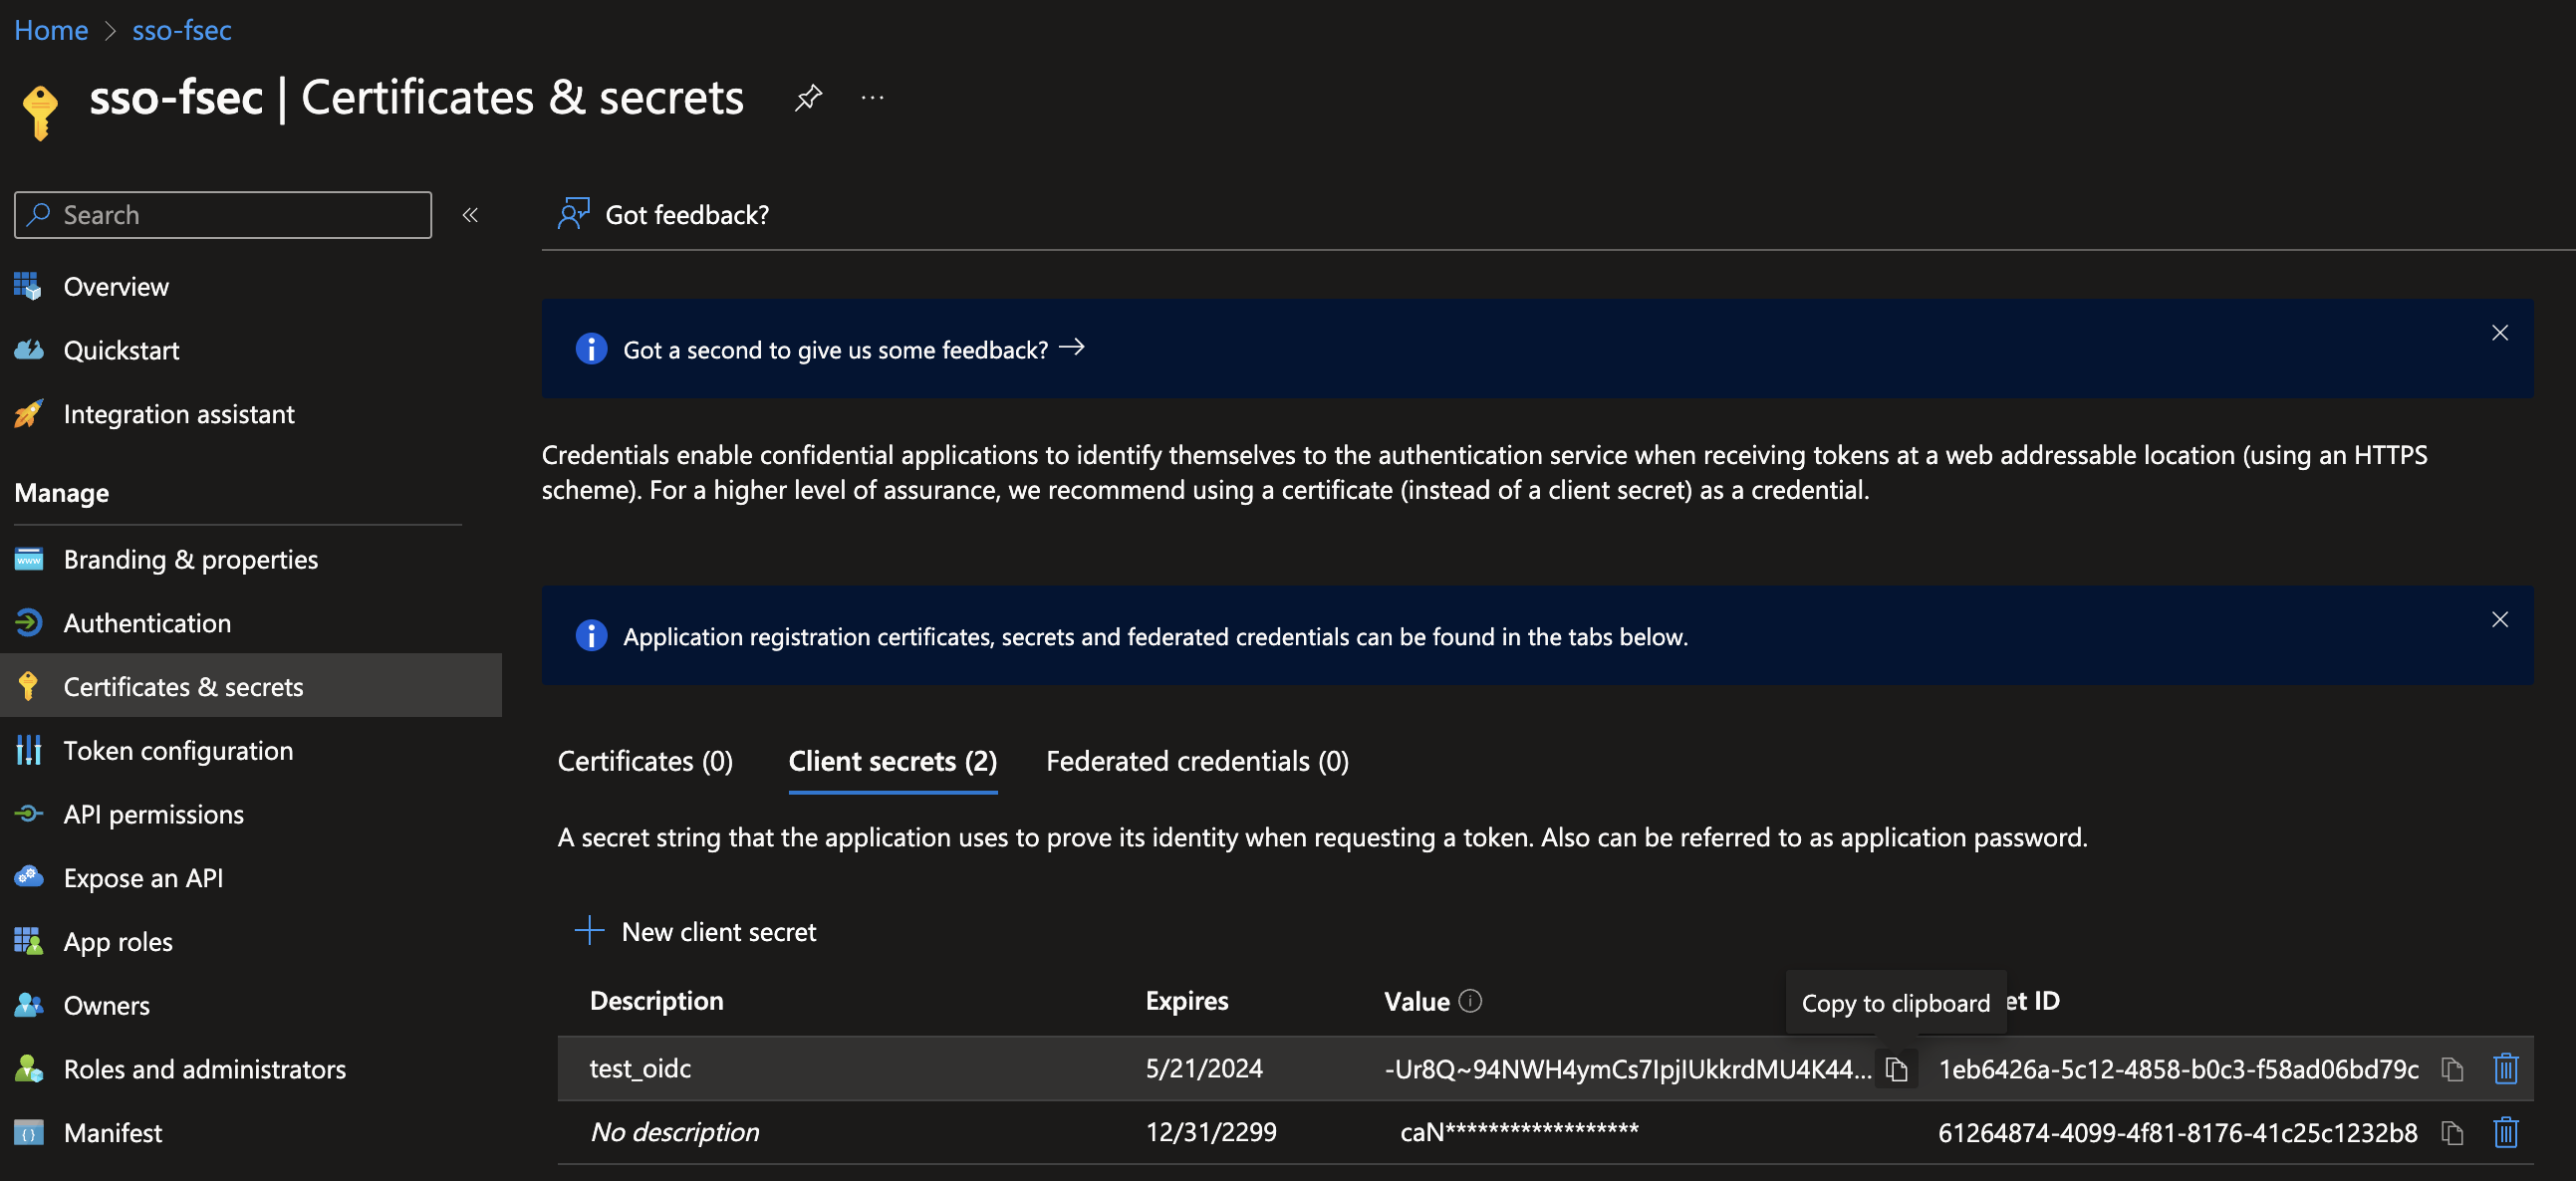 Home > sso-fsec
sso-fsec | Certificates & secrets
Search
Overview
Quickstart
Integration assistant
Manage
Branding & properties
Authentication
Certificates & secrets
Token configuration
API permissions
Expose an API
App roles
Owners
Roles and administrators
Manifest
Got feedback?
Got a second to give us some feedback?
Credentials enable confidential applications to identify themselves to the authentication service when receiving tokens at a web addressable location (using an HTTPS
scheme). For a higher level of assurance, we recommend using a certificate (instead of a client secret) as a credential.
Application registration certificates, secrets and federated credentials can be found in the tabs below.
Certificates (0) Client secrets (2) Federated credentials (0)
A secret string that the application uses to prove its identity when requesting a token. Also can be referred to as application password.
New client secret
Copy to clipboard
Description Expires Value et ID
test_oidc 5/21/2024 -Ur8Q~94NWH4ymCs7IpjIUkkrdMU4K44... 1eb6426a-5c12-4858-b0c3-f58ad06bd79c
No description 12/31/2299 caN****************** 61264874-4099-4f81-8176-41c25c1232b8